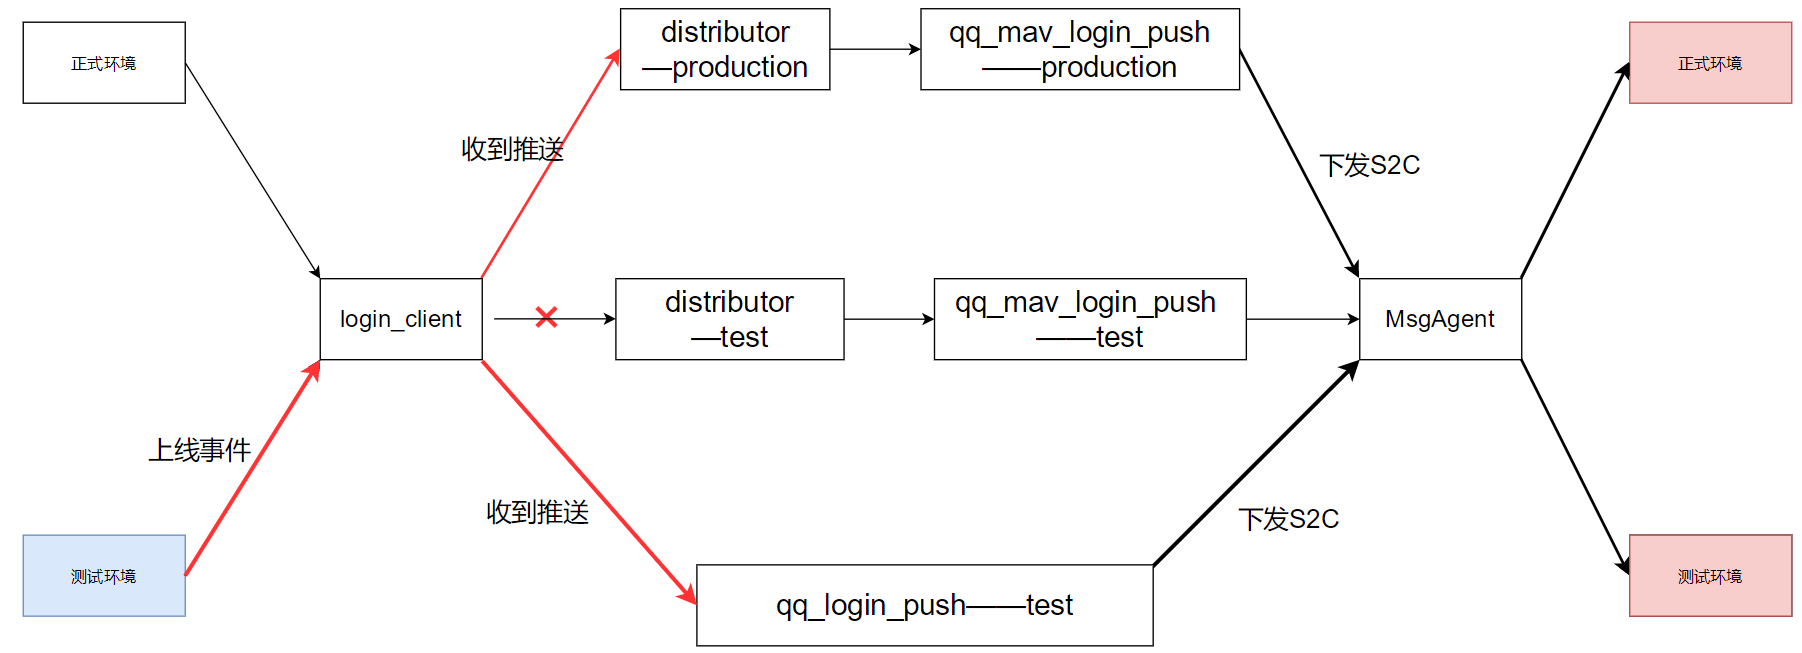 正式环境
distributor
—production
qq_mav_login_push
——production
正式环境
收到推送
下发S2C
login_client
distributor
—test
qq_mav_login_push
——test
MsgAgent
上线事件
收到推送
下发S2C
测试环境
qq_login_push——test
测试环境